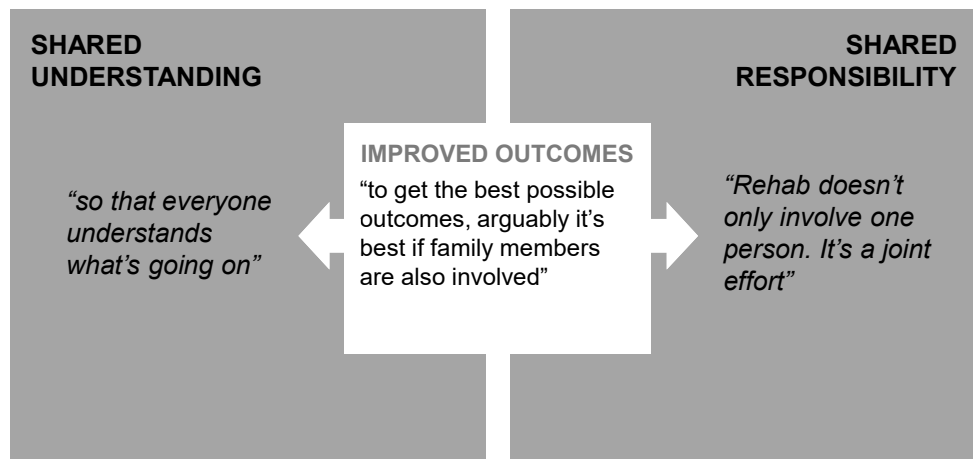 SHARED
UNDERSTANDING
“so that everyone
understands
what’s going on”
IMPROVED OUTCOMES
“to get the best possible
outcomes, arguably it’s
best if family members
are also involved”
SHARED
RESPONSIBILITY
“Rehab doesn’t
only involve one
person. It’s a joint
effort”